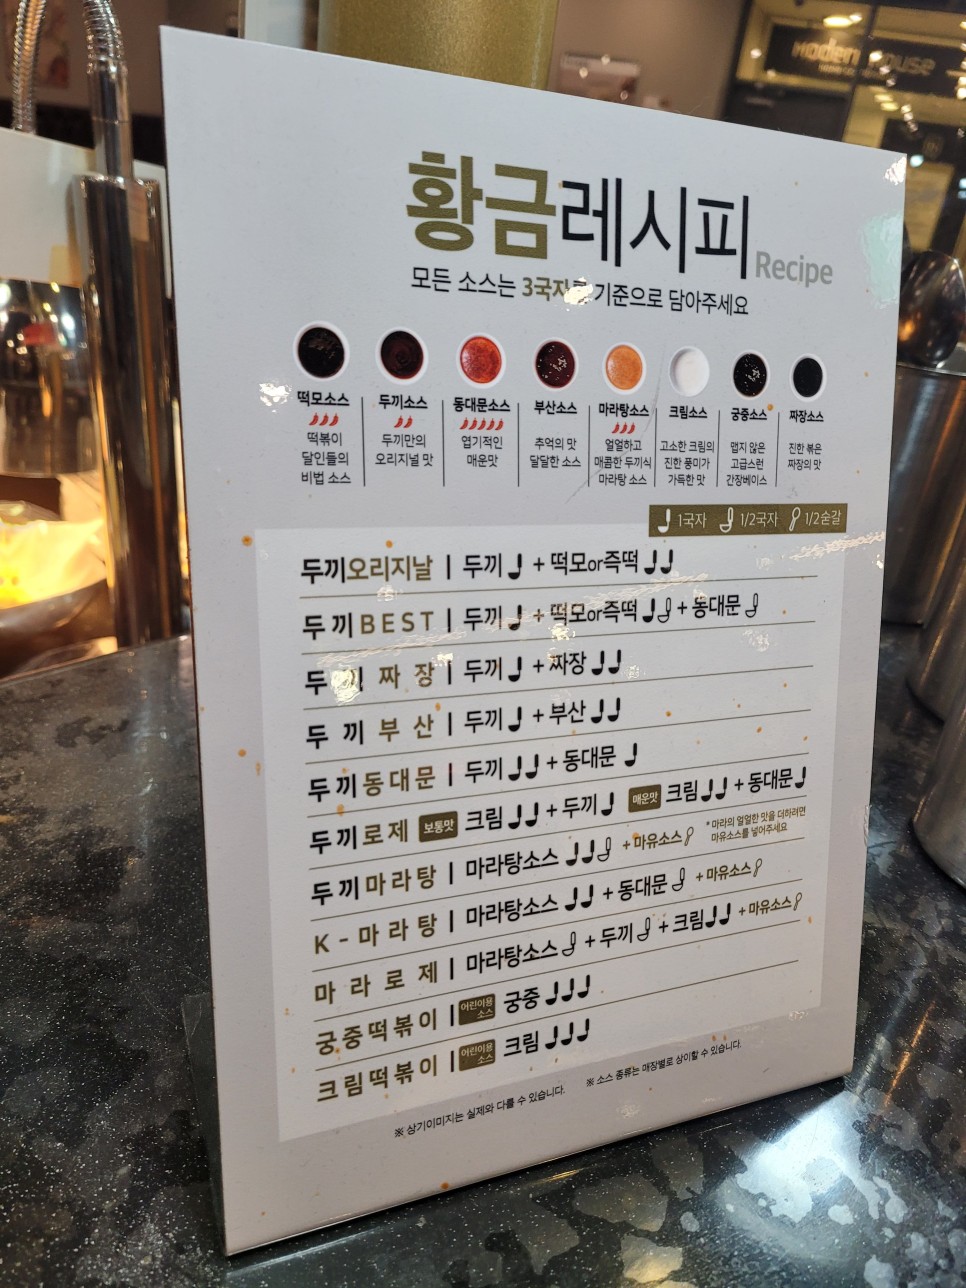 Moden House
황금레시피 Recipe
모든 소스는 3국자로 기준으로 담아주세요
떡모소스
떡볶이
달인들의
비법 소스
두끼소스
두끼만의
오리지널 맛
동대문소스
엽기적인
매운맛
부산소스
추억의 맛
달달한 소스
마라탕소스
얼얼하고
매콤한 두끼식
마라탕 소스
크림소스
고소한 크림의
진한 풍미가
가득한 맛
궁중소스
맵지 않은
고급스런
간장베이스
짜장소스
진한 볶은
짜장의 맛
1국자 1/2국자 1/2숟갈
두끼오리지날 | 두끼 + 떡모or즉떡
두끼BEST | 두끼 + 떡모or즉떡 + 동대문
두끼 짜장 | 두끼 + 짜장
두끼부산 | 두끼 + 부산
두끼동대문 | 두끼 + 동대문
두끼로제 보통맛 크림 + 두끼 매운맛 크림 + 동대문
두끼마라탕 | 마라탕소스 + 마유소스 * 마라의 얼얼한 맛을 더하려면
마유소스를 넣어주세요
K-마라탕 | 마라탕소스 + 동대문 + 마유소스
마라로제 | 마라탕소스 + 두끼 + 크림 + 마유소스
궁중떡볶이 | 어린이용 소스 궁중
크림떡볶이 | 어린이용 소스 크림
※ 상기이미지는 실제와 다를 수 있습니다. ※ 소스 종류는 매장별로 상이할 수 있습니다.